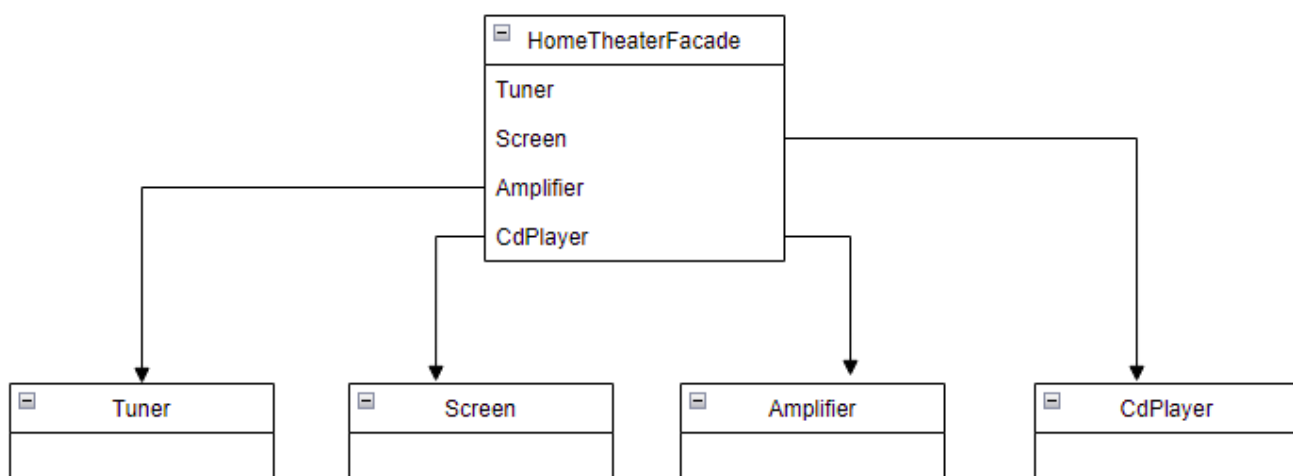 HomeTheaterFacade
Tuner
Screen
Amplifier
CdPlayer
Tuner
Screen
Amplifier
CdPlayer